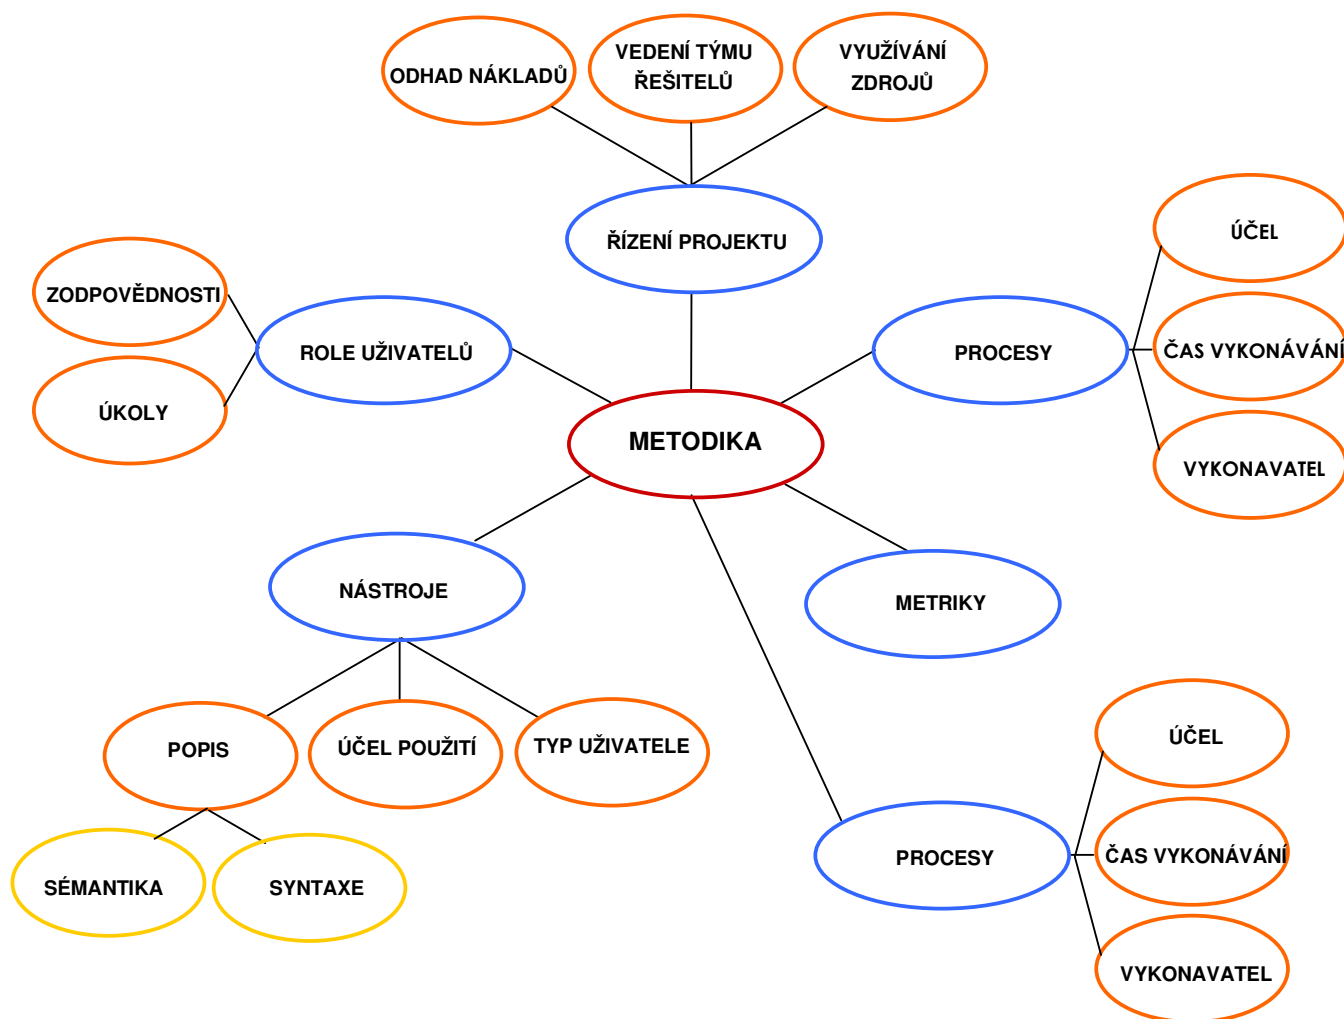 ODHAD NÁKLADŮ
VEDENÍ TÝMU
ŘEŠITELŮ
VYUŽÍVÁNÍ
ZDROJŮ
ŘÍZENÍ PROJEKTU
ÚČEL
ČAS VYKONÁVÁNÍ
VYKONAVATEL
PROCESY
ZODPOVĚDNOSTI
ÚKOLY
ROLE UŽIVATELŮ
METODIKA
NÁSTROJE
METRIKY
POPIS
ÚČEL POUŽITÍ
TYP UŽIVATELE
SÉMANTIKA
SYNTAXE
PROCESY
ÚČEL
ČAS VYKONÁVÁNÍ
VYKONAVATEL